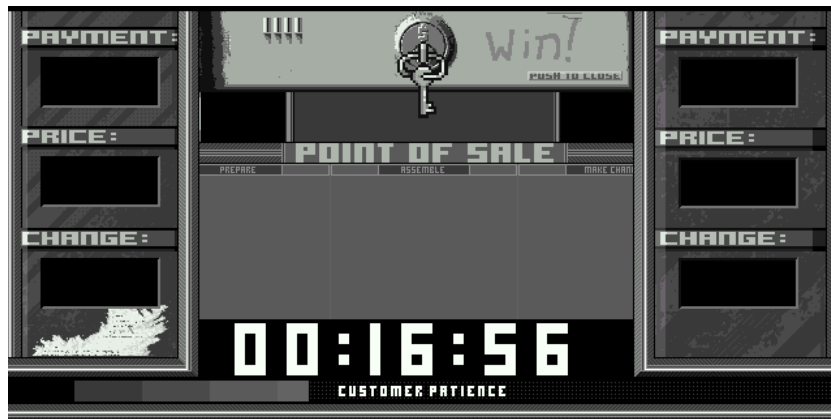 Win!
PUSH TO CLOSE
PAYMENT:
PAYMENT:
PRICE:
PRICE:
POINT OF SALE
PREPARE
ASSEMBLE
MAKE CHAN
CHANGE:
CHANGE:
00:16:56
CUSTOMER PATIENCE